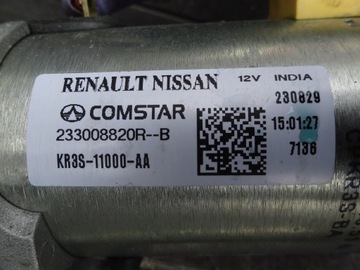 RENAULT NISSAN 12V INDIA
COMSTAR 230829
233008820R--B 15:01:27
KR3S-11000-AA 7136